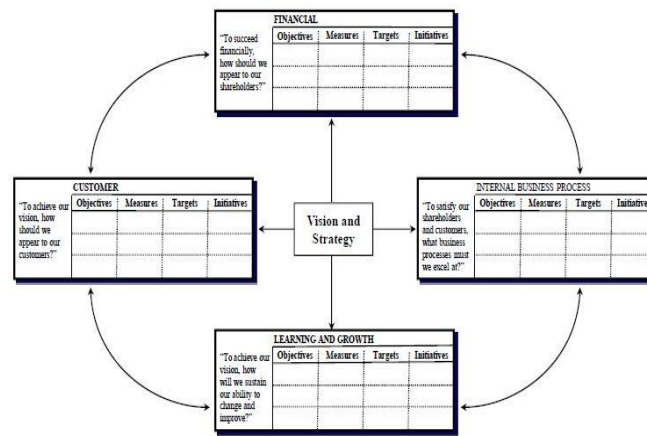 FINANCIAL
"To succeed
financially,
how should we
appear to our
shareholders?"
Objectives Measures Targets Initiatives
CUSTOMER
"To achieve our
vision, how
should we
appear to our
customers?"
Objectives Measures Targets Initiatives
Vision and
Strategy
INTERNAL BUSINESS PROCESS
"To satisfy our
shareholders
and customers,
what business
processes must
we excel at?"
Objectives Measures Targets Initiatives
LEARNING AND GROWTH
"To achieve our
vision, how
will we sustain
our ability to
change and
improve?"
Objectives Measures Targets Initiatives